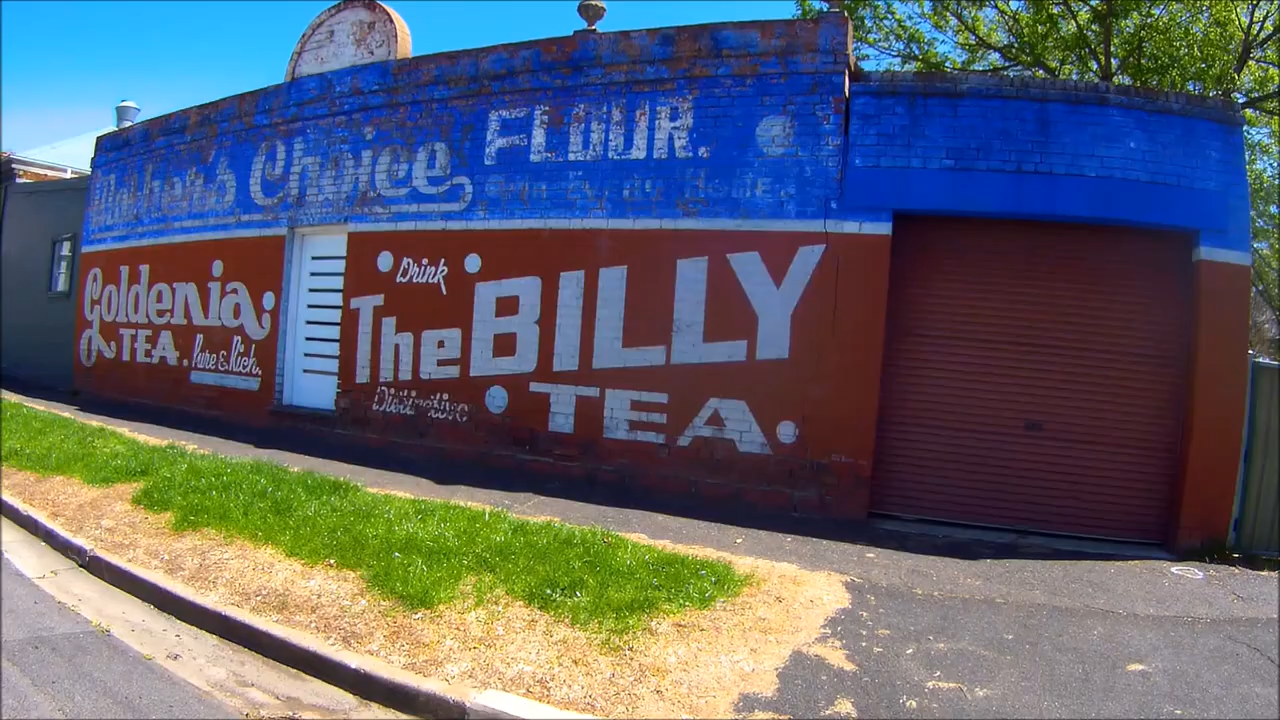 Mother's Choice FLOUR.
Goldenia
TEA. Pure & Rich.
Drink
The BILLY
Distinctive
TEA.